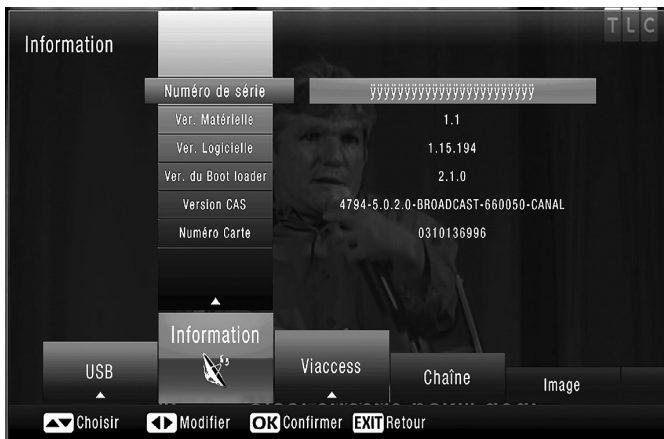 TLC
Information
Numéro de série ÿÿÿÿÿÿÿÿÿÿÿÿÿÿÿÿÿÿÿÿÿÿÿÿ
Ver. Matérielle 1.1
Ver. Logicielle 1.15.194
Ver. du Boot loader 2.1.0
Version CAS 4794-5.0.2.0-BROADCAST-660050-CANAL
Numéro Carte 0310136996
USB Information Viaccess Chaîne Image
Choisir Modifier OK Confirmer EXIT Retour